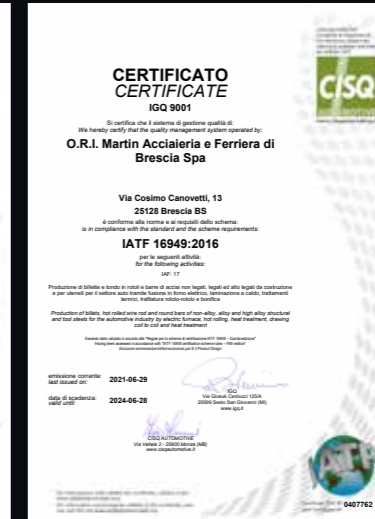 CERTIFICATO
CERTIFICATE
IGQ 9001
Si certifica che il sistema di gestione qualità di:
We hereby certify that the quality management system operated by:
O.R.I. Martin Acciaieria e Ferriera di
Brescia Spa
Via Cosimo Canovetti, 13
25128 Brescia BS
è conforme alla norma e ai requisiti dello schema:
is in compliance with the standard and the scheme requirements:
IATF 16949:2016
per le seguenti attività:
for the following activities:
IAF: 17
Produzione di billette e tondo in rotoli e barre di acciai non legati, legati ed alto legati da costruzione
e per utensili per il settore auto tramite fusione in forno elettrico, laminazione a caldo, trattamenti
termici, trafilatura rotolo-rotolo e bonifica
Production of billets, hot rolled wire rod and round bars of non-alloy, alloy and high alloy structural
and tool steels for the automotive industry by electric furnace, hot rolling, heat treatment, drawing
coil to coil and heat treatment
emissione corrente:
last issued on:
2021-06-29
data di scadenza:
valid until:
2024-06-28
IGQ
Via Giosuè Carducci 125/A
20099 Sesto San Giovanni (MI)
www.igq.it
CISQ AUTOMOTIVE
Via Velleia 2 - 20900 Monza (MB)
www.cisqautomotive.it
CISQ
IATF
0407762